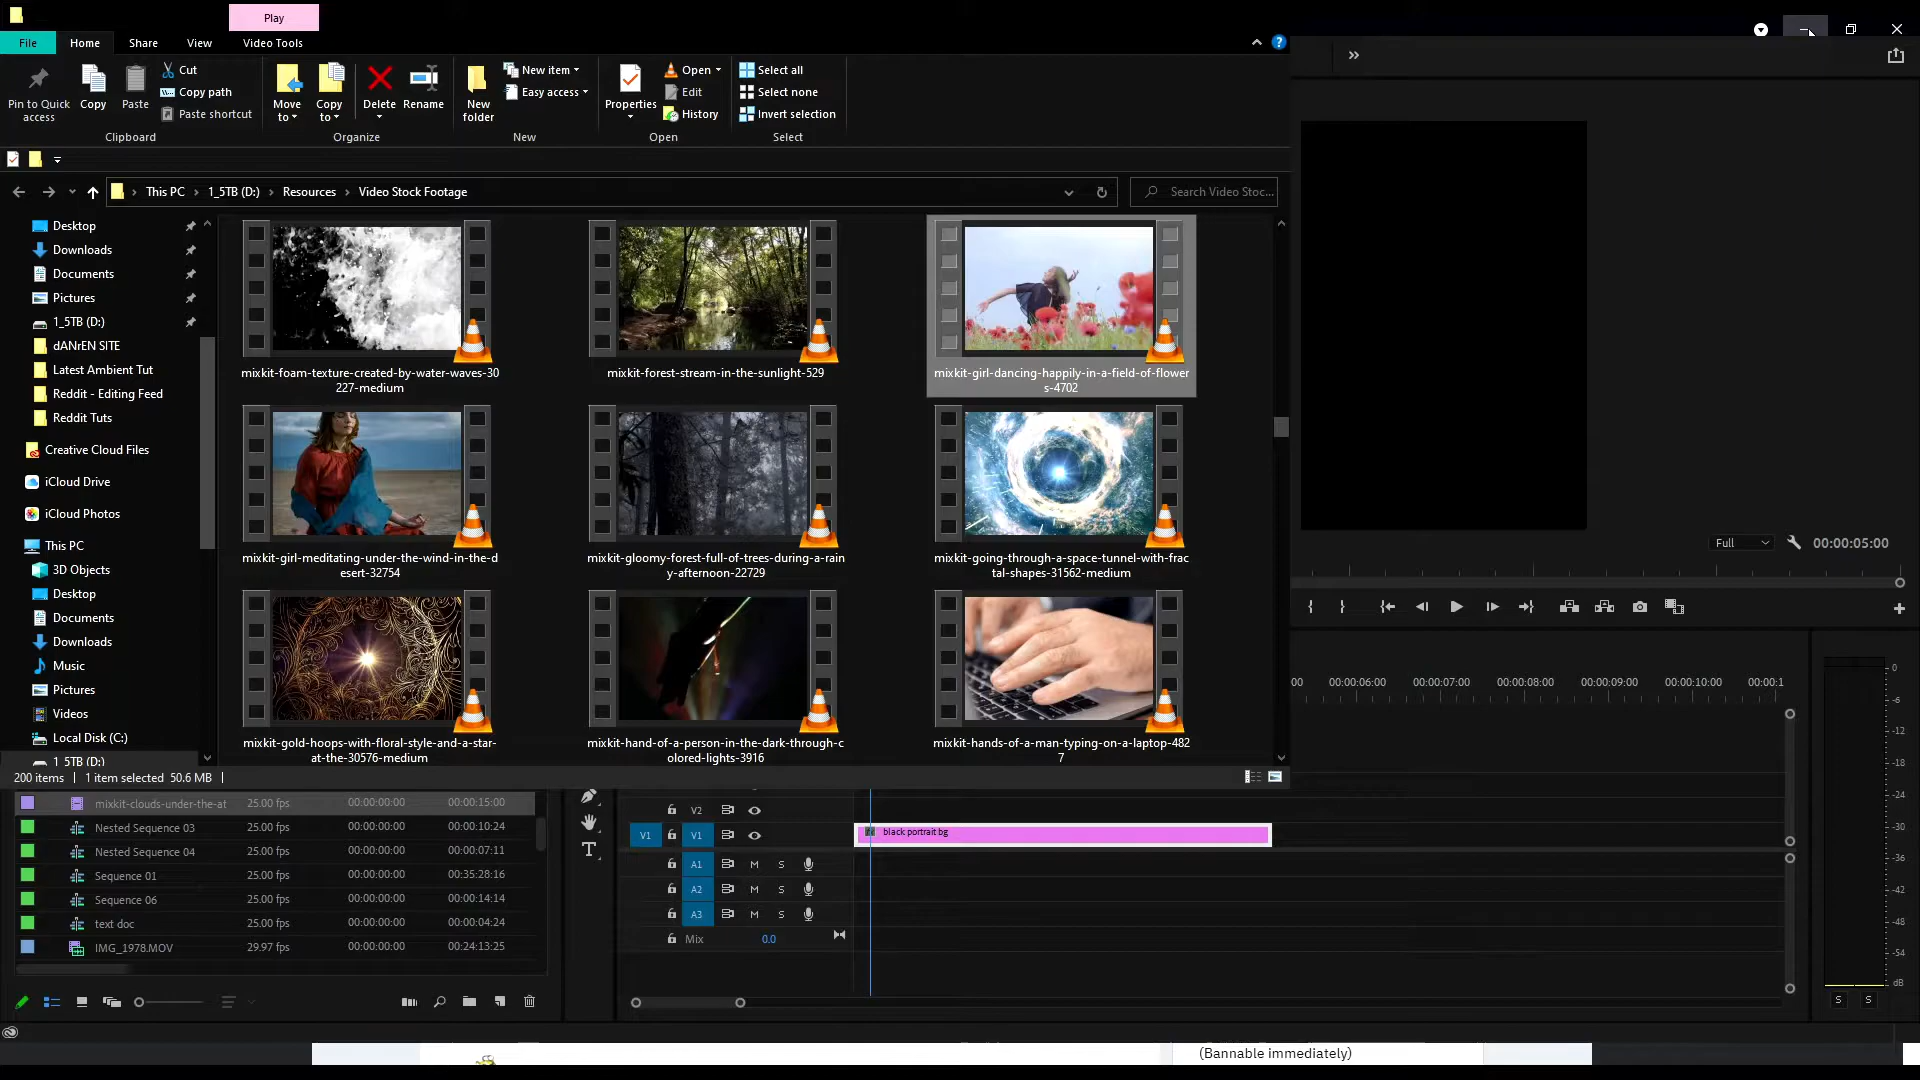 Play
File
Home
Share
View
Video Tools
Pin to Quick
access
Copy
Paste
Cut
Copy path
Paste shortcut
Clipboard
Move
to
Copy
to
Delete
Rename
Organize
New
folder
New item
Easy access
New
Properties
Open
Edit
History
Open
Select all
Select none
Invert selection
Select
This PC
1_5TB (D:)
Resources
Video Stock Footage
Search Video Stoc...
Desktop
Downloads
Documents
Pictures
1_5TB (D:)
dANrEN SITE
Latest Ambient Tut
Reddit - Editing Feed
Reddit Tuts
Creative Cloud Files
iCloud Drive
iCloud Photos
This PC
3D Objects
Desktop
Downloads
Documents
Music
Pictures
Videos
Local Disk (C:)
1 5TB (D:)
mixkit-foam-texture-created-by-water-waves-30
227-medium
mixkit-forest-stream-in-the-sunlight-529
mixkit-girl-dancing-happily-in-a-field-of-flower
s-4702
mixkit-girl-meditating-under-the-wind-in-the-d
esert-32754
mixkit-gloomy-forest-full-of-trees-during-a-rain
y-afternoon-22729
mixkit-going-through-a-space-tunnel-with-frac
tal-shapes-31562-medium
mixkit-gold-hoops-with-floral-style-and-a-star-
at-the-30576-medium
mixkit-hand-of-a-person-in-the-dark-through-c
olored-lights-3916
mixkit-hands-of-a-man-typing-on-a-laptop-482
7
200 items
1 item selected 50.6 MB
Full
00:00:05:00
00 00:00:06:00 00:00:07:00 00:00:08:00 00:00:09:00 00:00:10:00 00:00:1
mixkit-clouds-under-the-at 25.00 fps 00:00:00:00 00:00:15:00
Nested Sequence 03 25.00 fps 00:00:00:00 00:00:10:24
Nested Sequence 04 25.00 fps 00:00:00:00 00:00:07:11
Sequence 01 25.00 fps 00:00:00:00 00:35:28:16
Sequence 06 25.00 fps 00:00:00:00 00:00:14:14
text doc 25.00 fps 00:00:00:00 00:00:04:24
IMG_1978.MOV 29.97 fps 00:00:00:00 00:24:13:25
V2
V1 V1
black portrait bg
A1 M S
A2 M S
A3 M S
Mix 0.0
0
-6
-12
-18
-24
-30
-36
-42
-48
-54
dB
S S
(Bannable immediately)